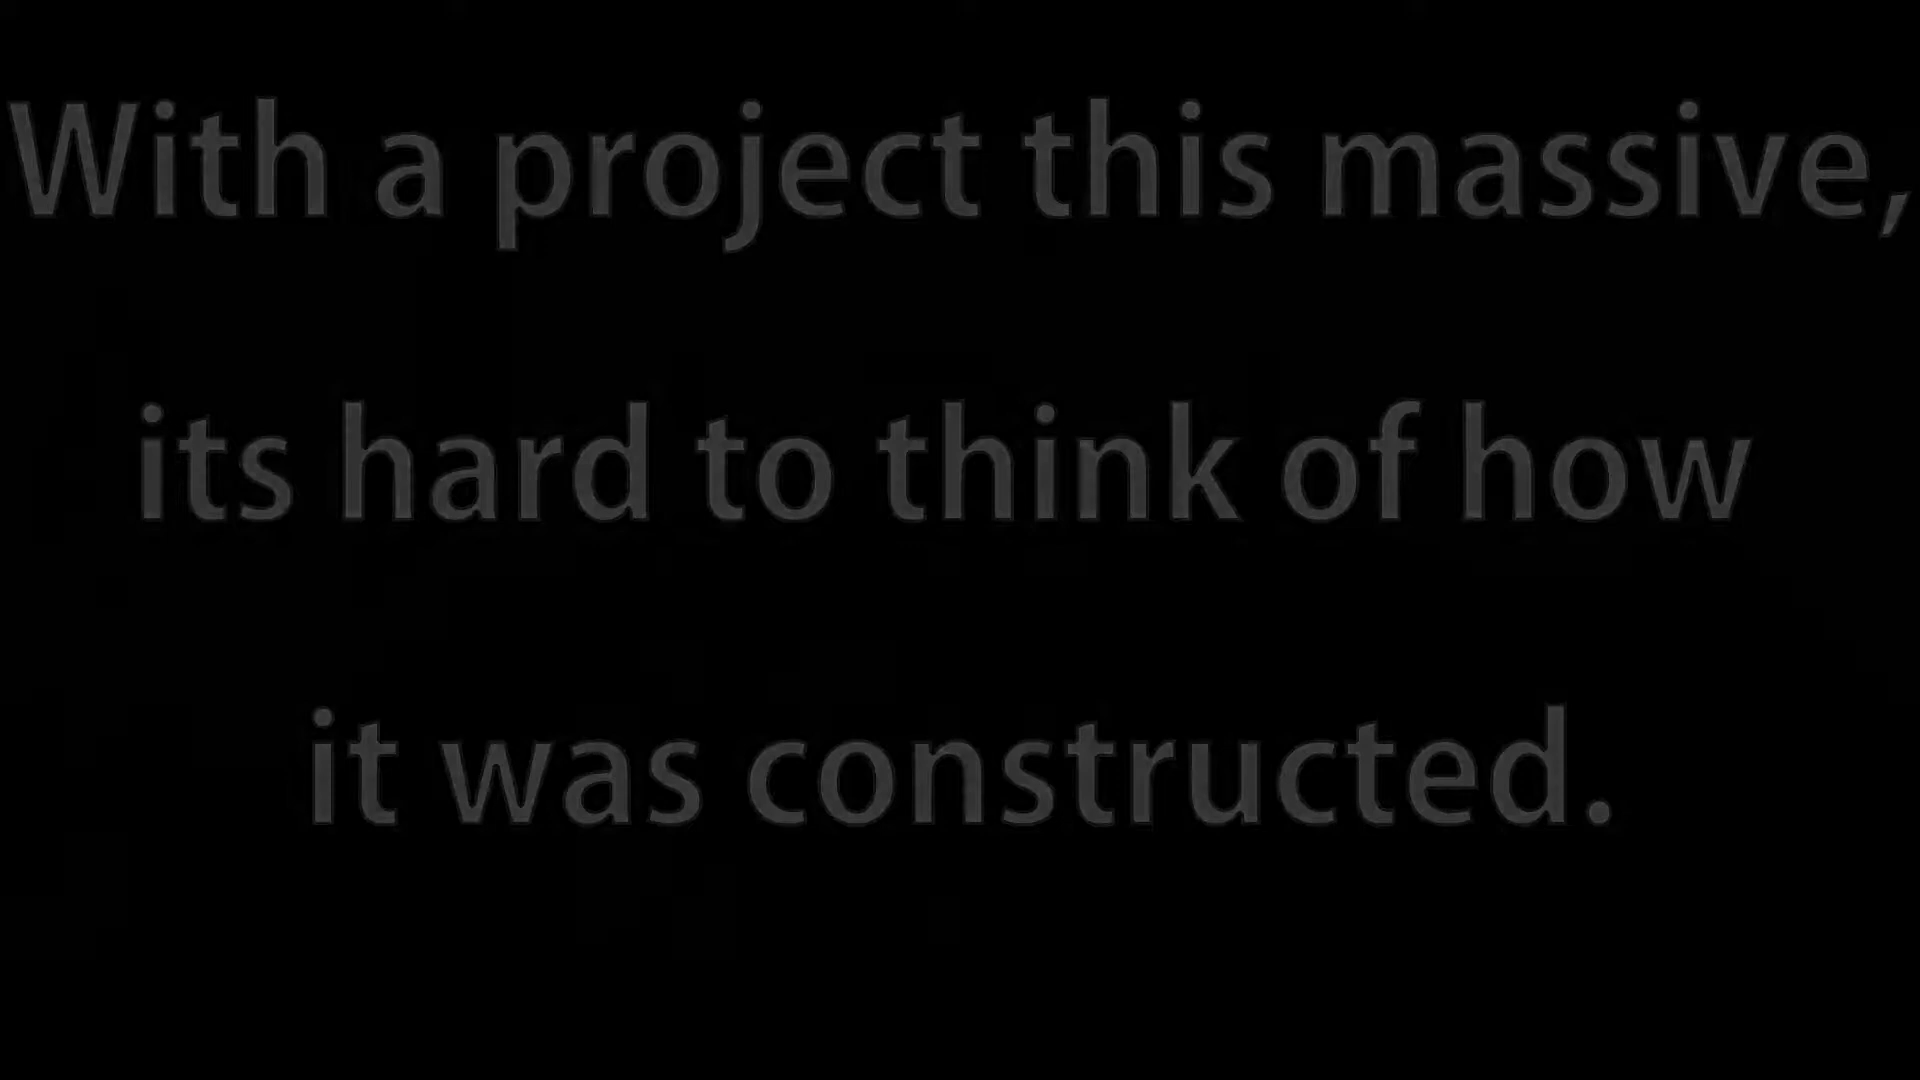 With a project this massive,
its hard to think of how
it was constructed.